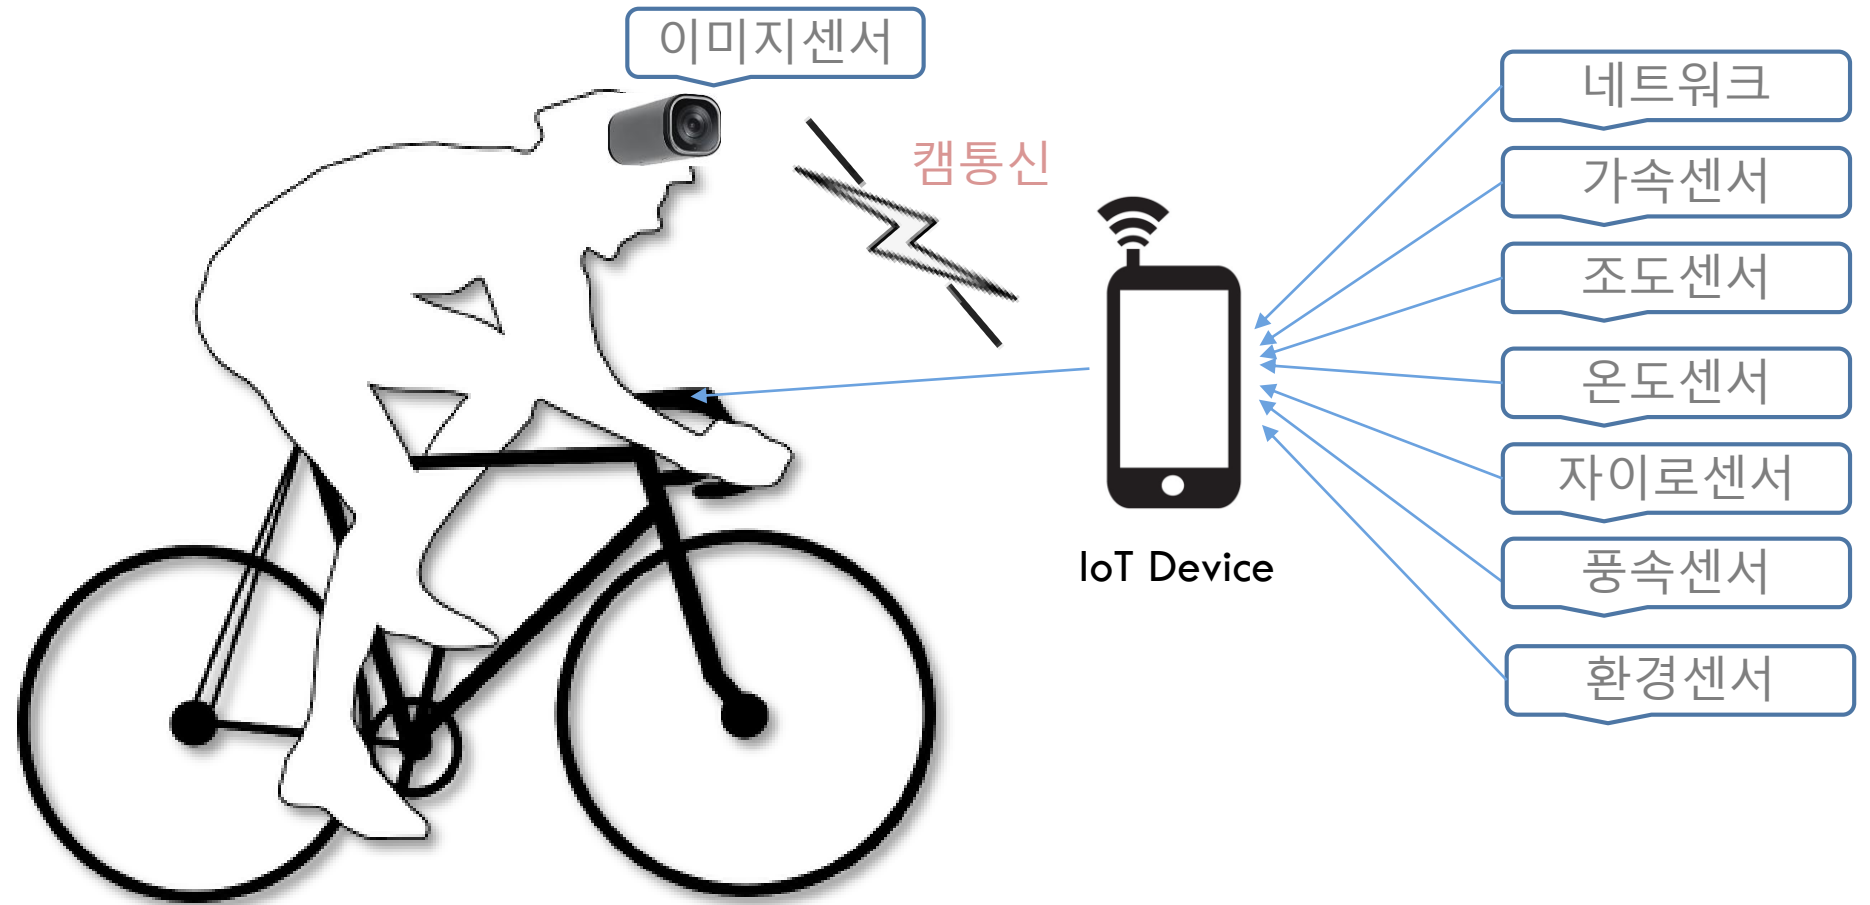 이미지센서
캠통신
IoT Device
네트워크
가속센서
조도센서
온도센서
자이로센서
풍속센서
환경센서